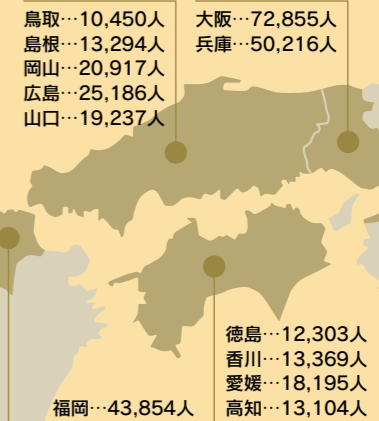 鳥取…10,450人
島根…13,294人
岡山…20,917人
広島…25,186人
山口…19,237人
大阪…72,855人
兵庫…50,216人
徳島…12,303人
香川…13,369人
愛媛…18,195人
高知…13,104人
福岡…43,854人